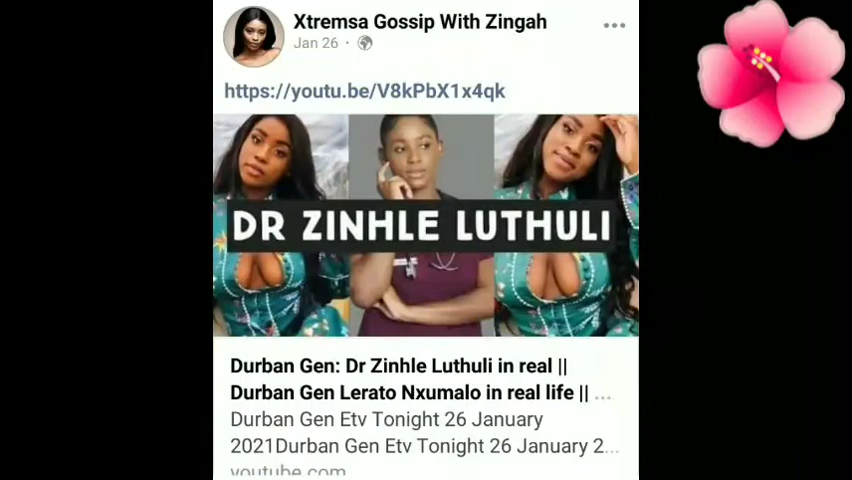 Xtremsa Gossip With Zingah
Jan 26 ·
https://youtu.be/V8kPbX1x4qk
DR ZINHLE LUTHULI
Durban Gen: Dr Zinhle Luthuli in real ||
Durban Gen Lerato Nxumalo in real life || ...
Durban Gen Etv Tonight 26 January
2021Durban Gen Etv Tonight 26 January 2...
youtube.com